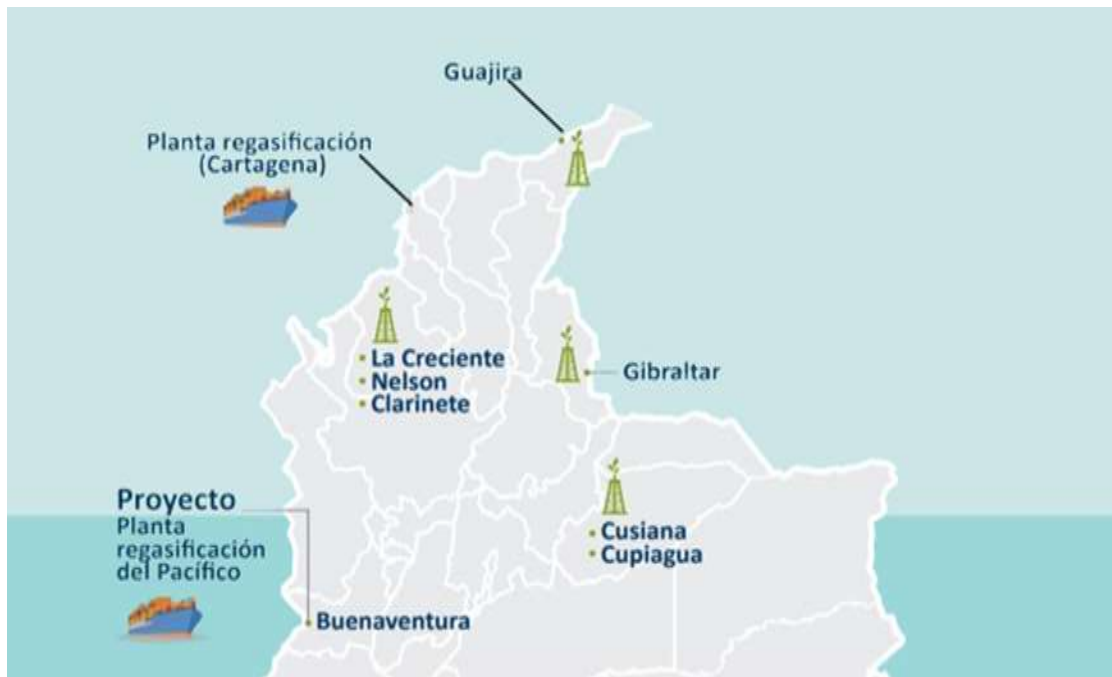 Guajira
Planta regasificación
(Cartagena)
La Creciente
Nelson
Clarinete
Gibraltar
Proyecto
Planta
regasificación
del Pacífico
Cusiana
Cupiagua
Buenaventura